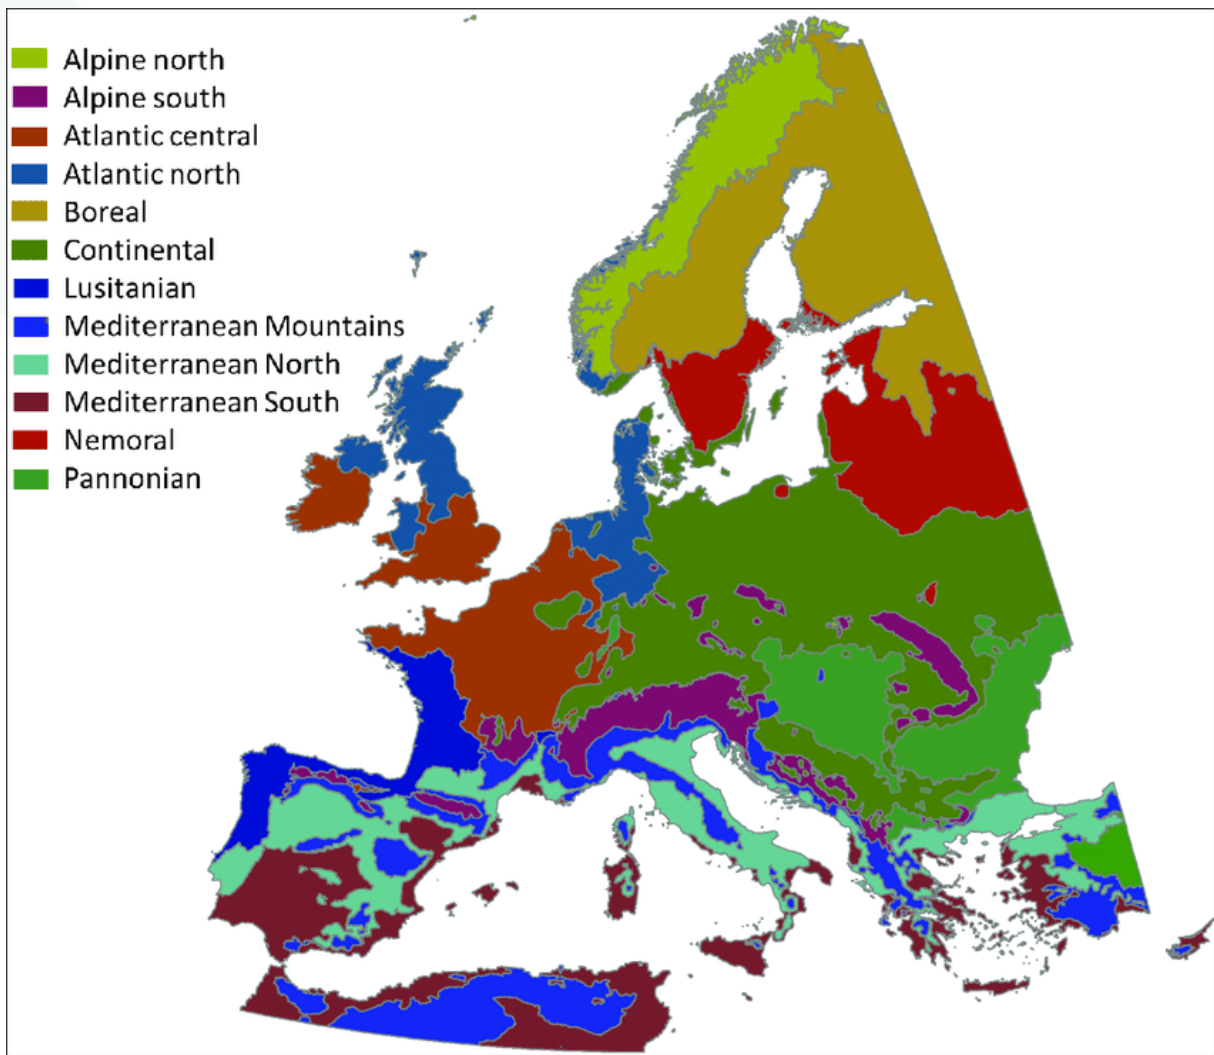 Alpine north
Alpine south
Atlantic central
Atlantic north
Boreal
Continental
Lusitanian
Mediterranean Mountains
Mediterranean North
Mediterranean South
Nemoral
Pannonian